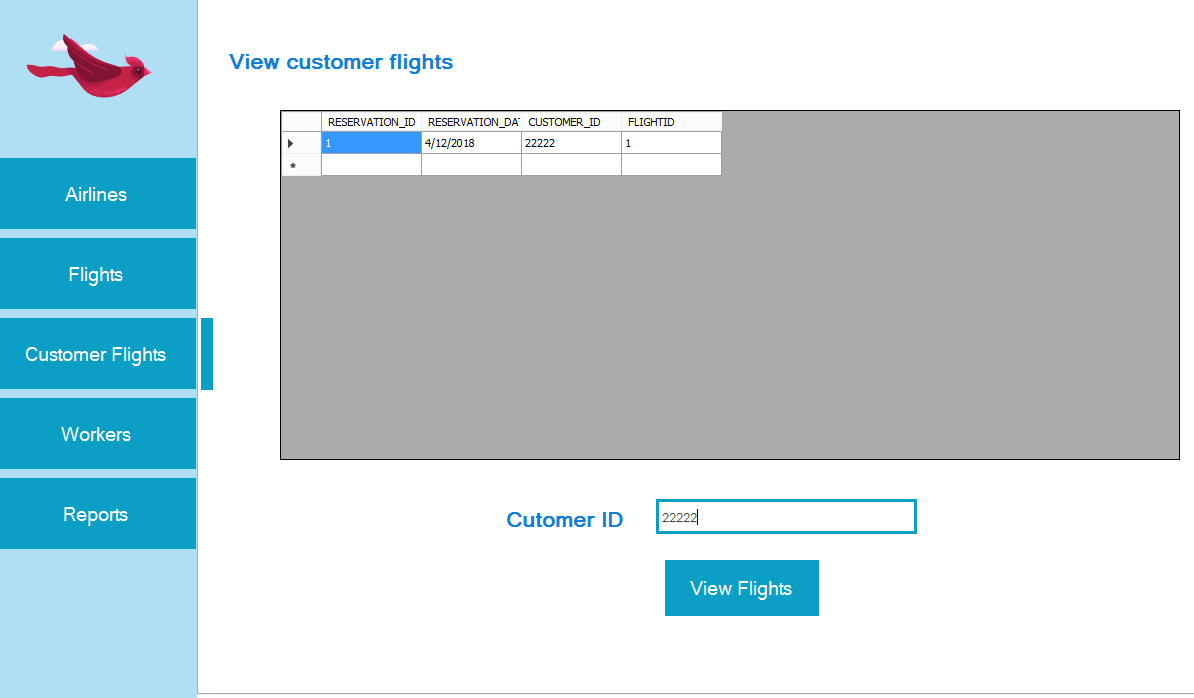 View customer flights
RESERVATION_ID RESERVATION_DAT CUSTOMER_ID FLIGHTID
1 4/12/2018 22222 1
*
Airlines
Flights
Customer Flights
Workers
Reports
Cutomer ID 22222
View Flights